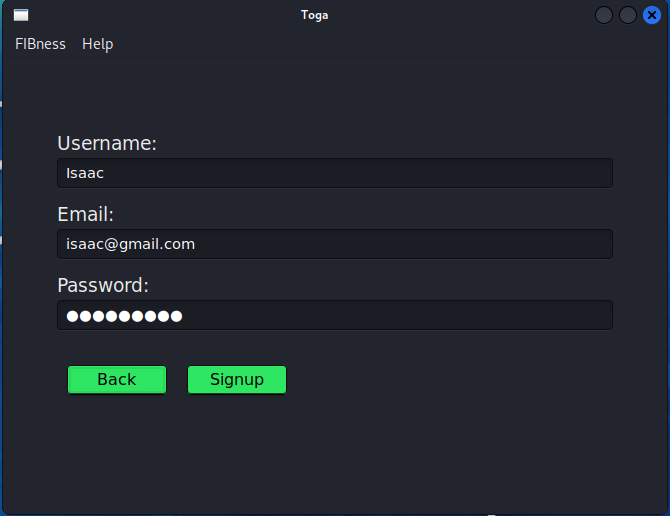 Toga
FIBness Help
Username:
Isaac
Email:
isaac@gmail.com
Password:
●●●●●●●●●
Back Signup